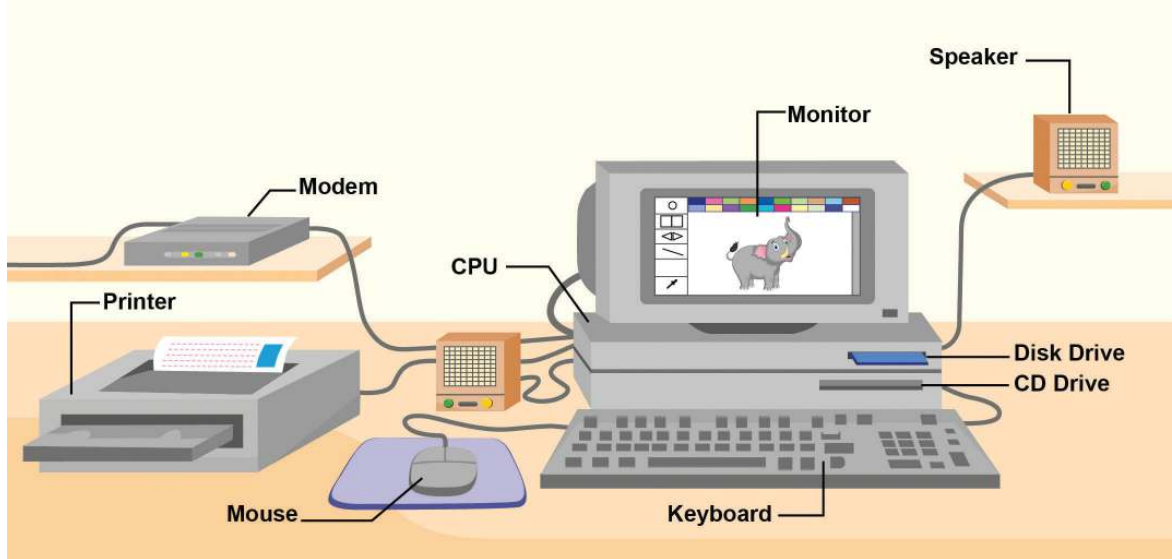 Speaker
Monitor
Modem
CPU
Printer
Disk Drive
CD Drive
Mouse
Keyboard